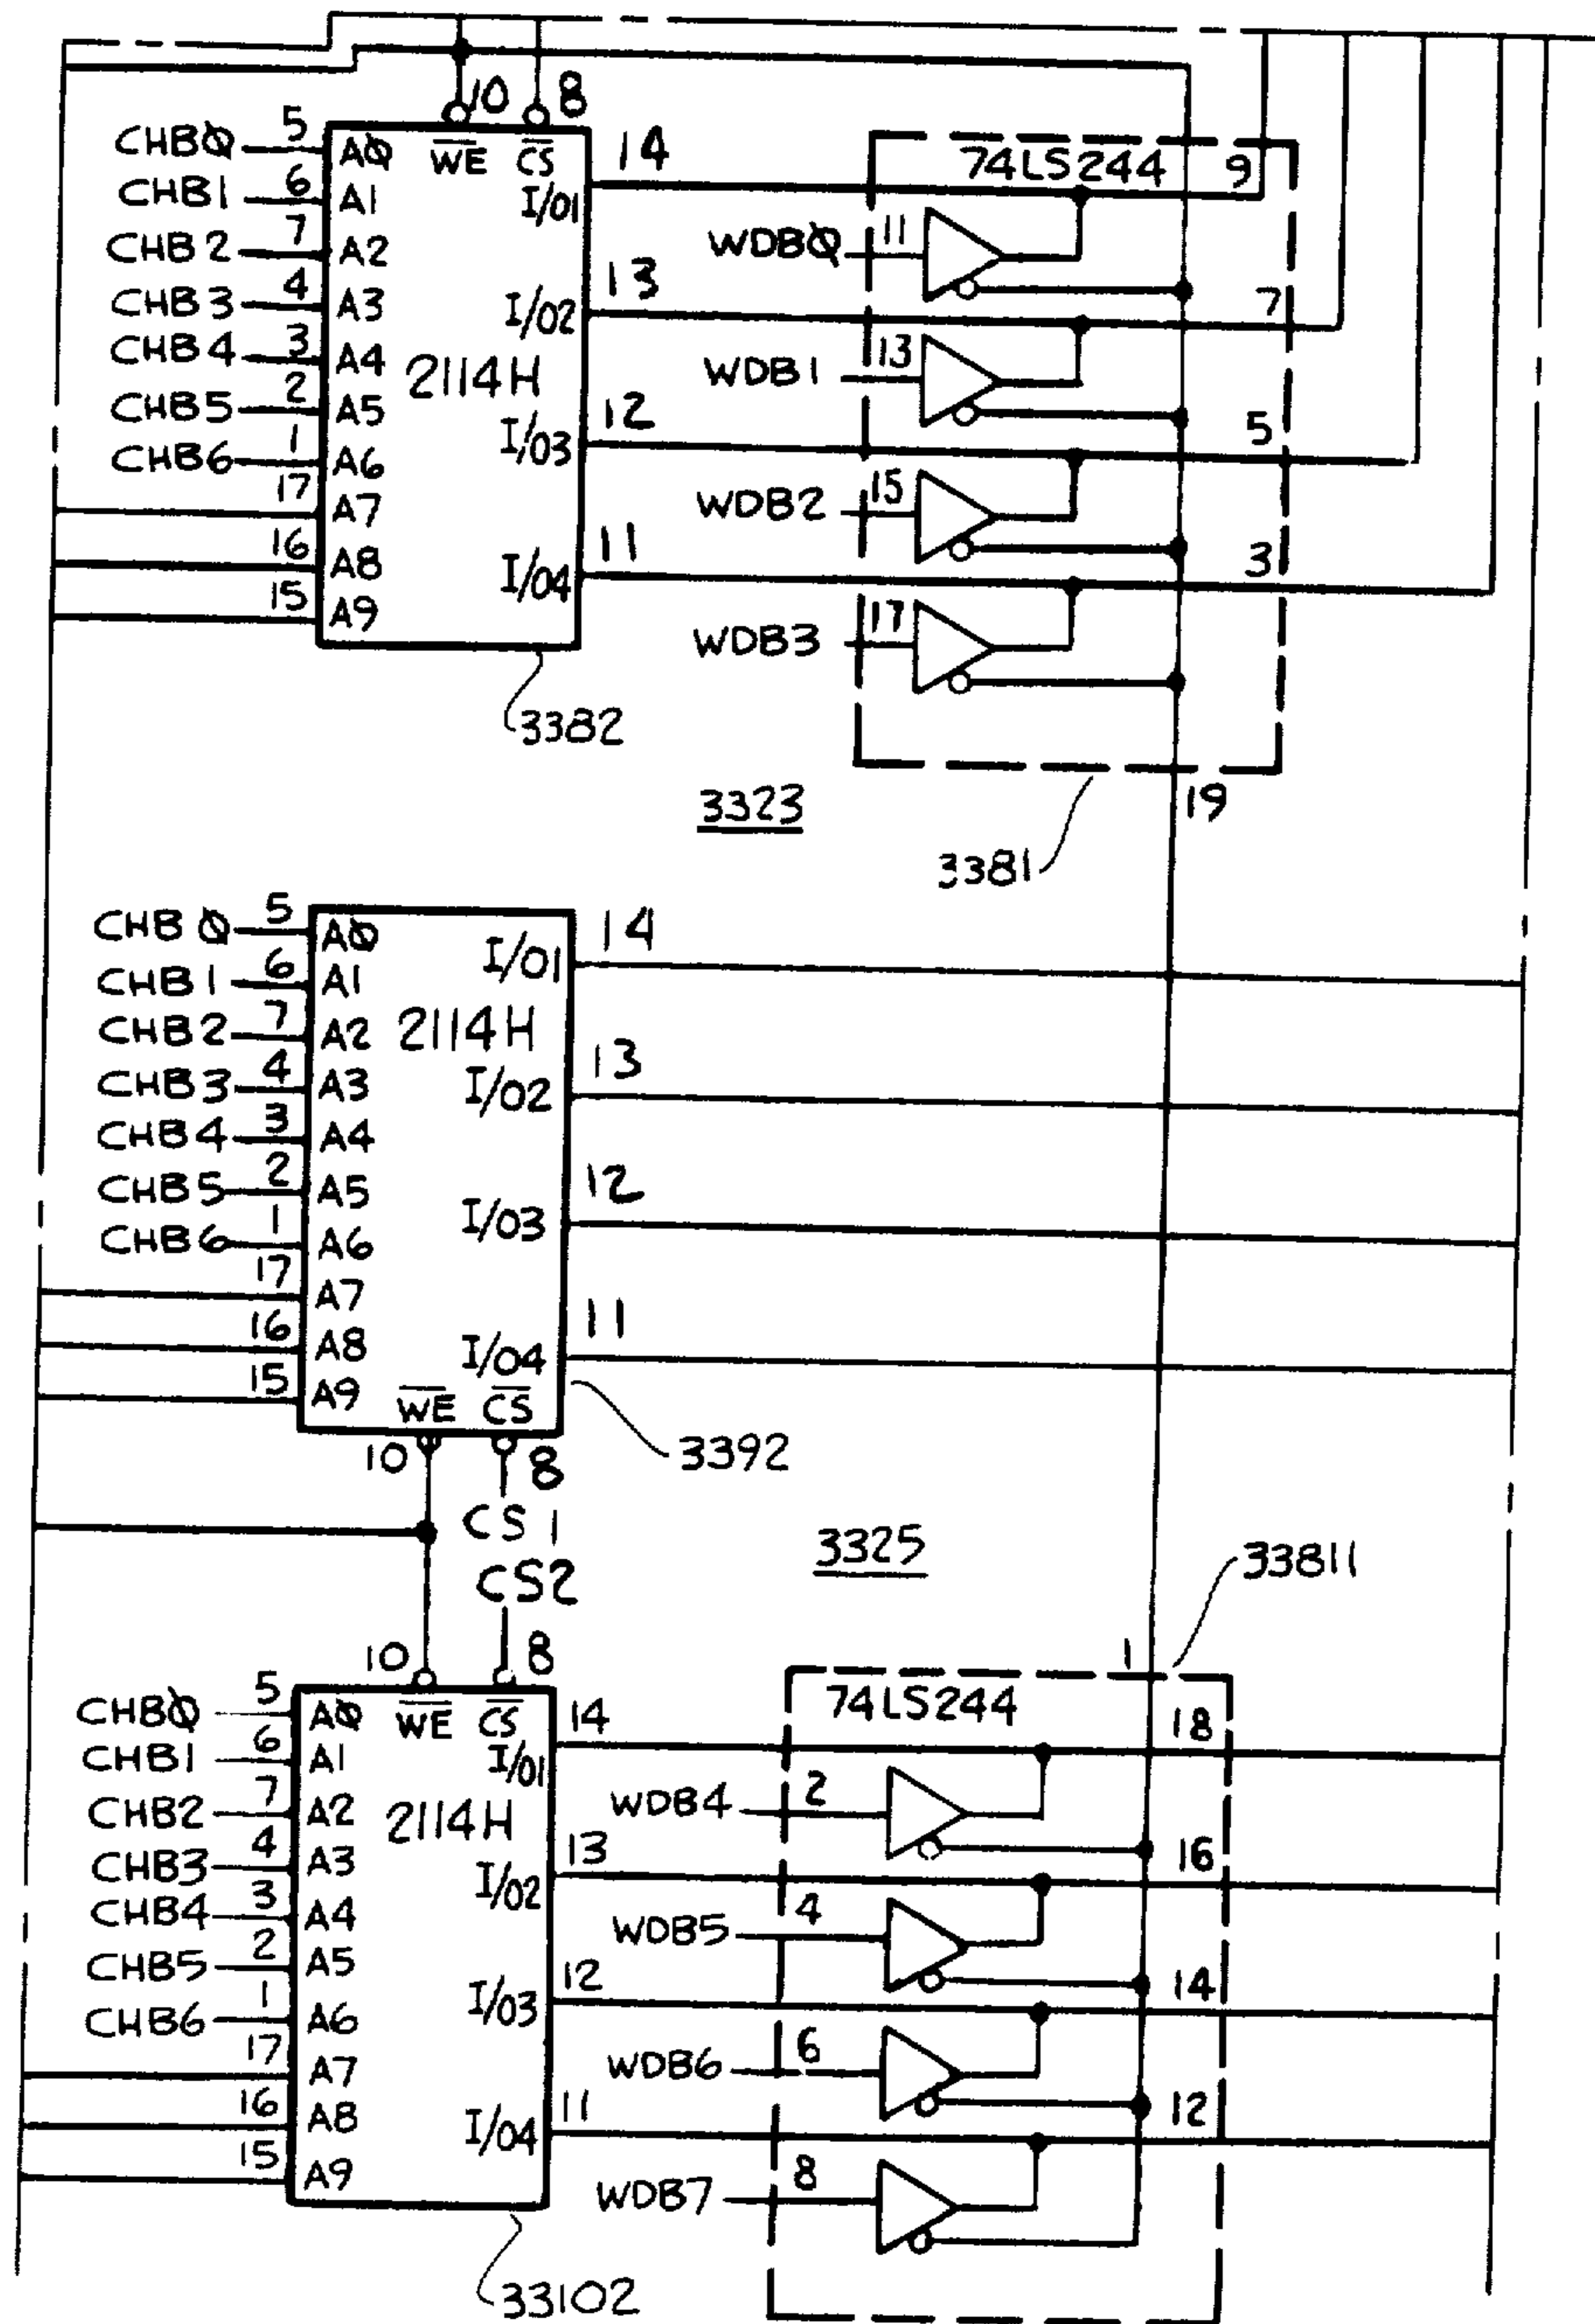 10 8
CHBØ 5 AØ W̅E̅ C̅S̅ 14 74LS244 9
I/O1
CHB1 6 A1
CHB2 7 A2 WDBØ 11
CHB3 4 A3 I/O2 13 7
CHB4 3 A4 2114H WDB1 13
CHB5 2 A5 12 5
CHB6 1 A6 I/O3
17 A7 WDB2 15
16 A8 I/O4 11 3
15 A9 WDB3 17
3382
3323 19
3381
CHBØ 5 AØ I/O1 14
CHB1 6 A1
CHB2 7 A2 2114H
CHB3 4 A3 I/O2 13
CHB4 3 A4
CHB5 2 A5 12
CHB6 1 A6 I/O3
17 A7
16 A8 I/O4 11
15 A9 W̅E̅ C̅S̅
10 8 3392
CS1
CS2 3325 33811
10 8 1
CHBØ 5 AØ W̅E̅ C̅S̅ 14 74LS244 18
CHB1 6 A1 I/O1
CHB2 7 A2 2114H WDB4 2
CHB3 4 A3 I/O2 13 16
CHB4 3 A4 WDB5 4
CHB5 2 A5 12 14
CHB6 1 A6 I/O3
17 A7 WDB6 6
16 A8 I/O4 11 12
15 A9 WDB7 8
33102